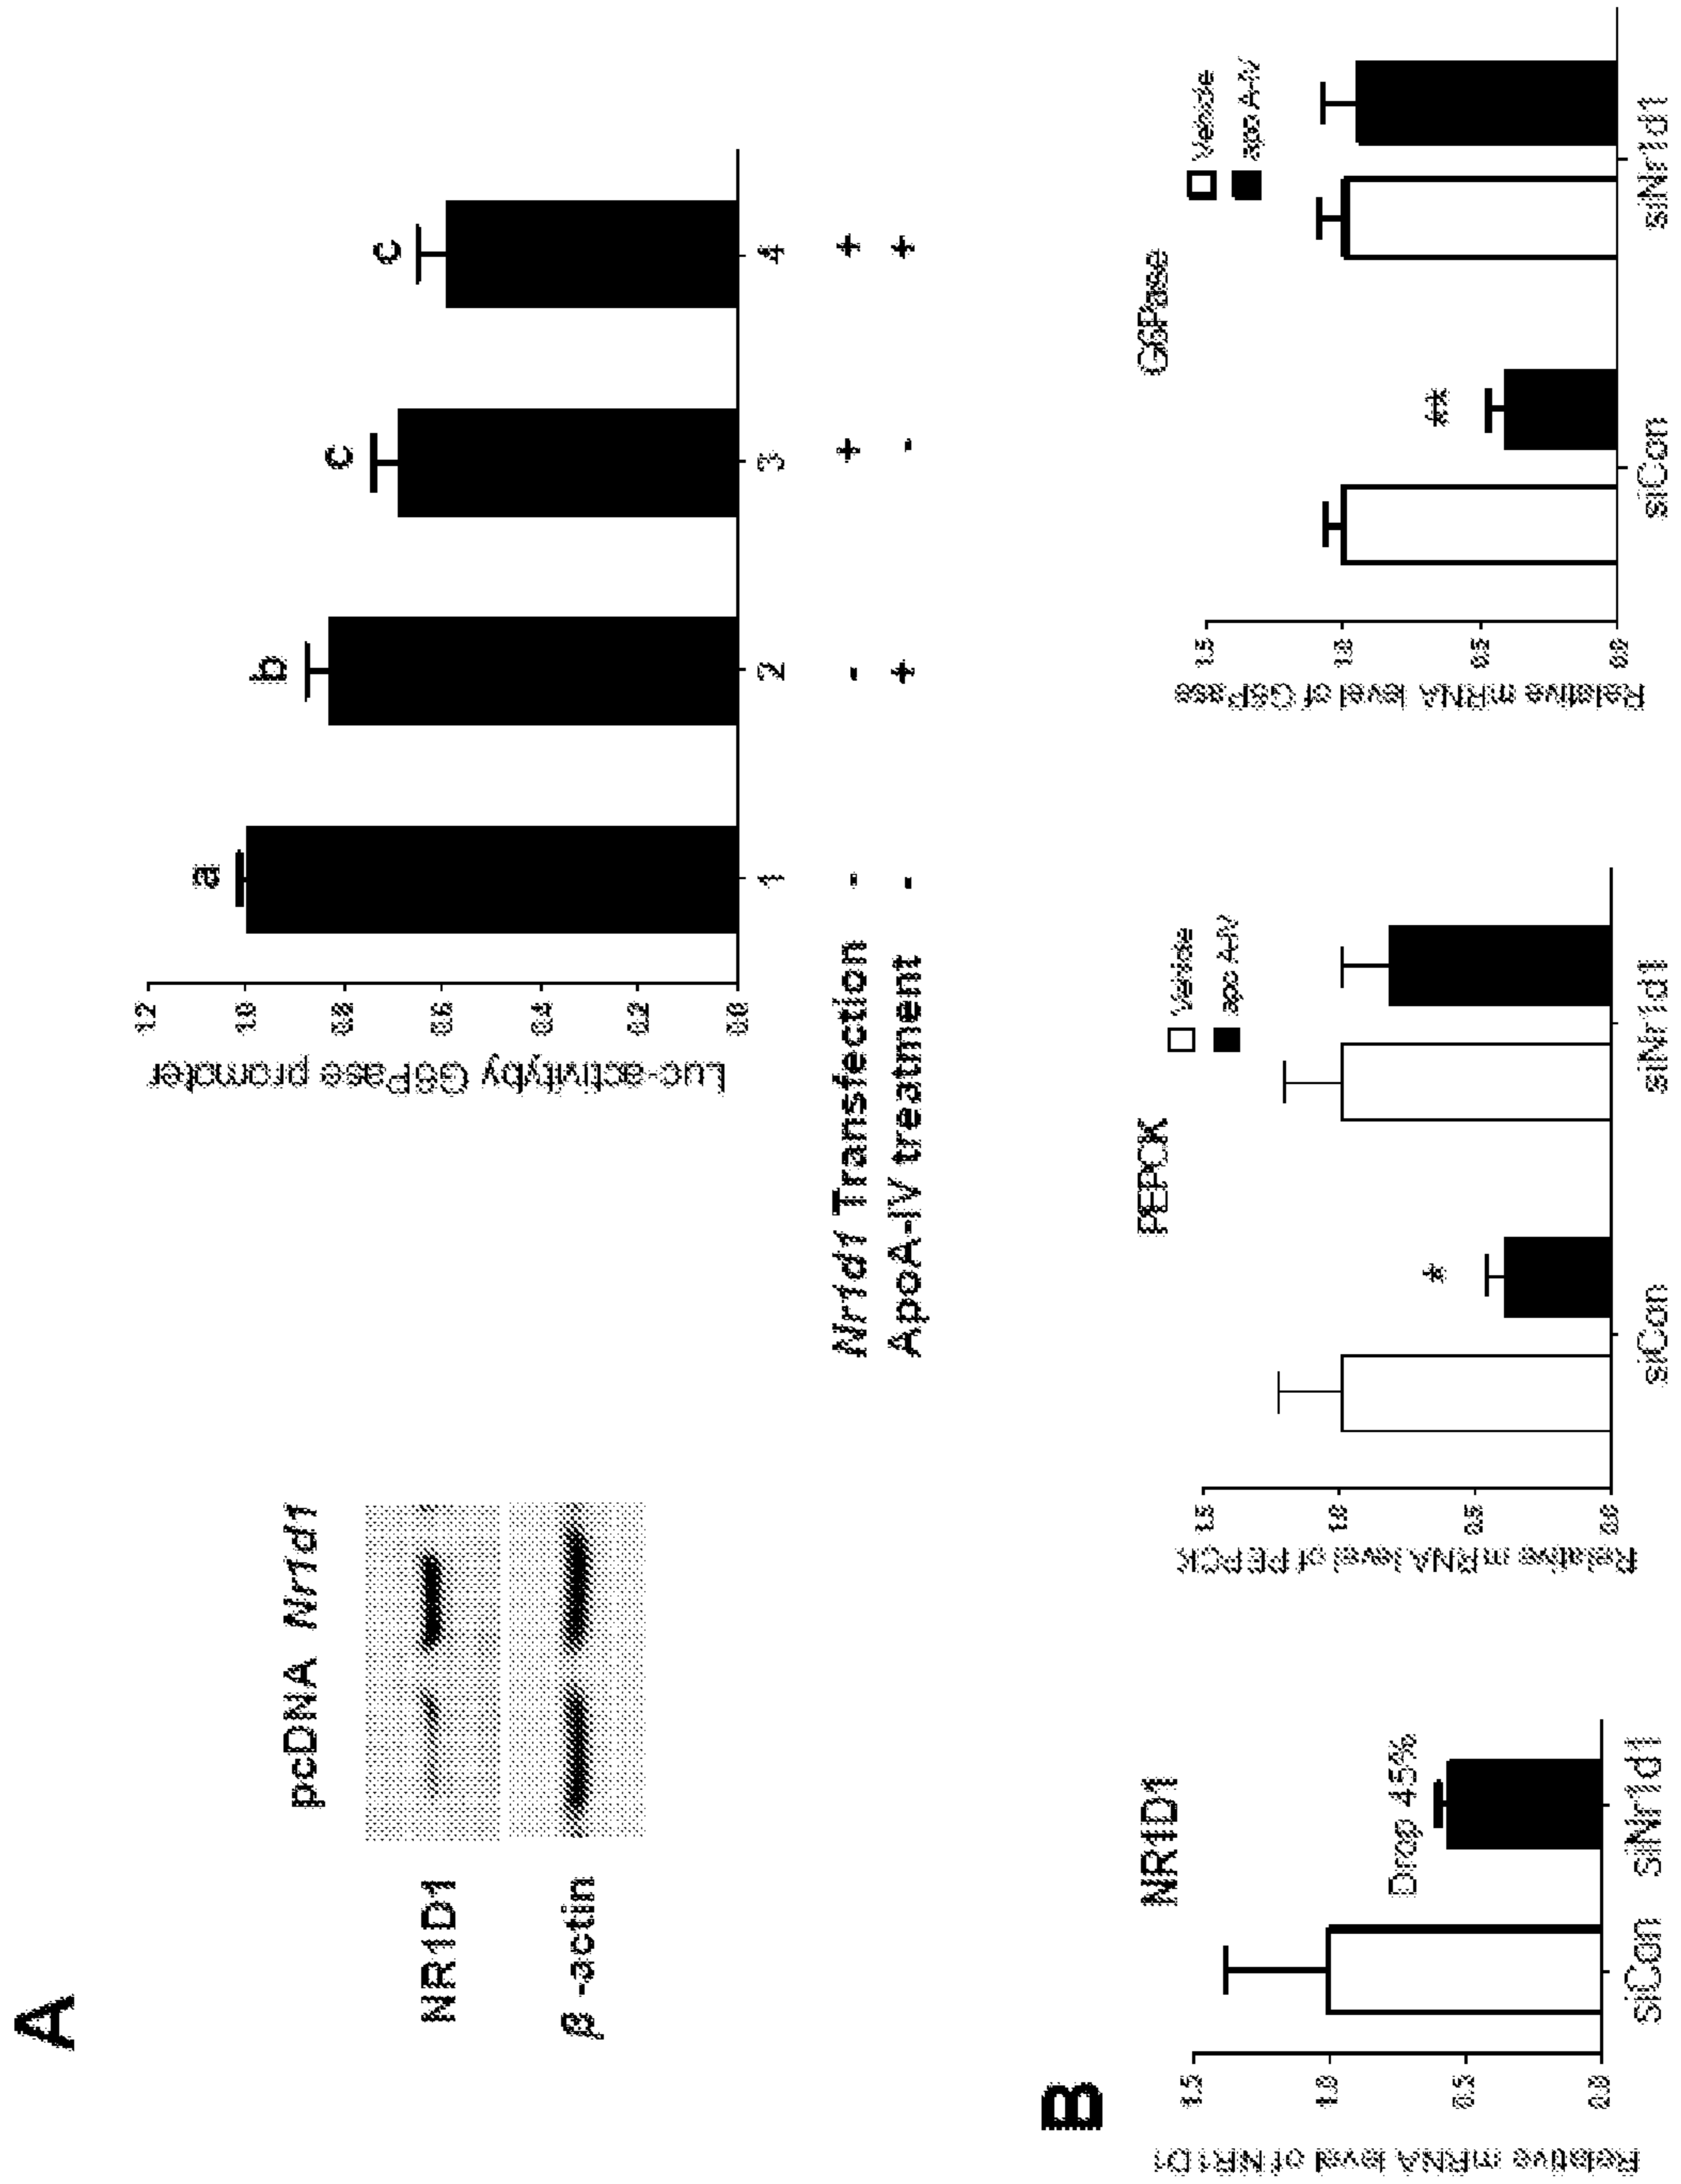 A
pcDNA Nr1d1
NR1D1
β -actin
Luc-activityby G6Pase promoter
1.2
1.0
0.8
0.6
0.4
0.2
0.0
a
b
c
c
1 2 3 4
Nr1d1 Transfection - - + +
ApoA-IV treatment - + - +
B
NR1D1
Relative mRNA level of NR1D1
1.5
1.0
0.5
0.0
Drop 45%
siCon siNr1d1
PEPCK
Relative mRNA level of PEPCK
1.5
1.0
0.5
0.0
Vehicle
apo A-IV
*
siCon siNr1d1
G6Pase
Relative mRNA level of G6Pase
1.5
1.0
0.5
0.0
Vehicle
apo A-IV
**
siCon siNr1d1